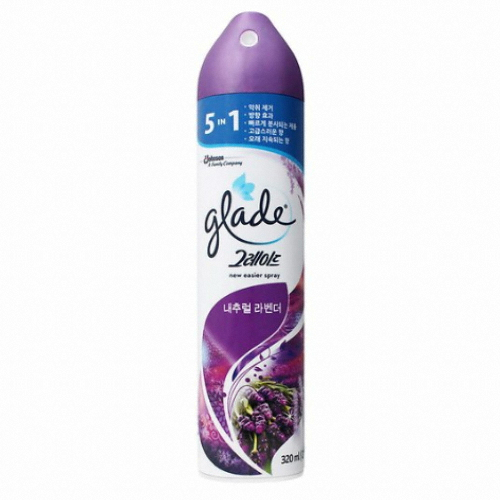 5 IN 1
• 악취 제거
• 방향 효과
• 빠르게 분사되는 제품
• 고급스러운 향
• 오래 지속되는 향
Johnson
A Family Company
glade®
그레이드
new easier spray
내추럴 라벤더
320 ml